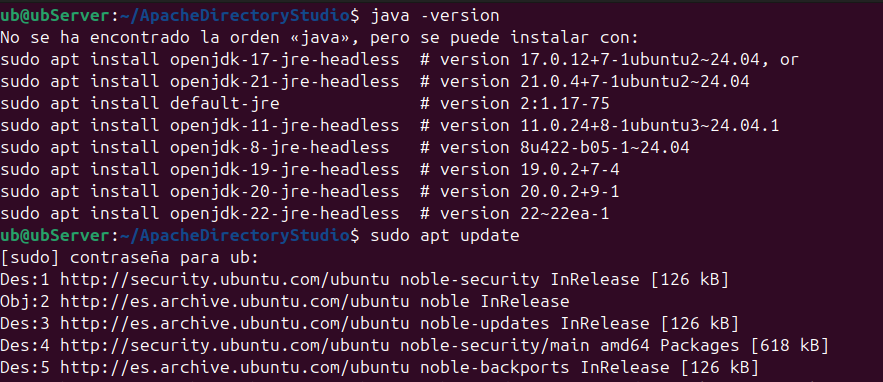 ub@ubServer:~/ApacheDirectoryStudio$ java -version
No se ha encontrado la orden «java», pero se puede instalar con:
sudo apt install openjdk-17-jre-headless  # version 17.0.12+7-1ubuntu2~24.04, or
sudo apt install openjdk-21-jre-headless  # version 21.0.4+7-1ubuntu2~24.04
sudo apt install default-jre              # version 2:1.17-75
sudo apt install openjdk-11-jre-headless  # version 11.0.24+8-1ubuntu3~24.04.1
sudo apt install openjdk-8-jre-headless   # version 8u422-b05-1~24.04
sudo apt install openjdk-19-jre-headless  # version 19.0.2+7-4
sudo apt install openjdk-20-jre-headless  # version 20.0.2+9-1
sudo apt install openjdk-22-jre-headless  # version 22~22ea-1
ub@ubServer:~/ApacheDirectoryStudio$ sudo apt update
[sudo] contraseña para ub:
Des:1 http://security.ubuntu.com/ubuntu noble-security InRelease [126 kB]
Obj:2 http://es.archive.ubuntu.com/ubuntu noble InRelease
Des:3 http://es.archive.ubuntu.com/ubuntu noble-updates InRelease [126 kB]
Des:4 http://security.ubuntu.com/ubuntu noble-security/main amd64 Packages [618 kB]
Des:5 http://es.archive.ubuntu.com/ubuntu noble-backports InRelease [126 kB]